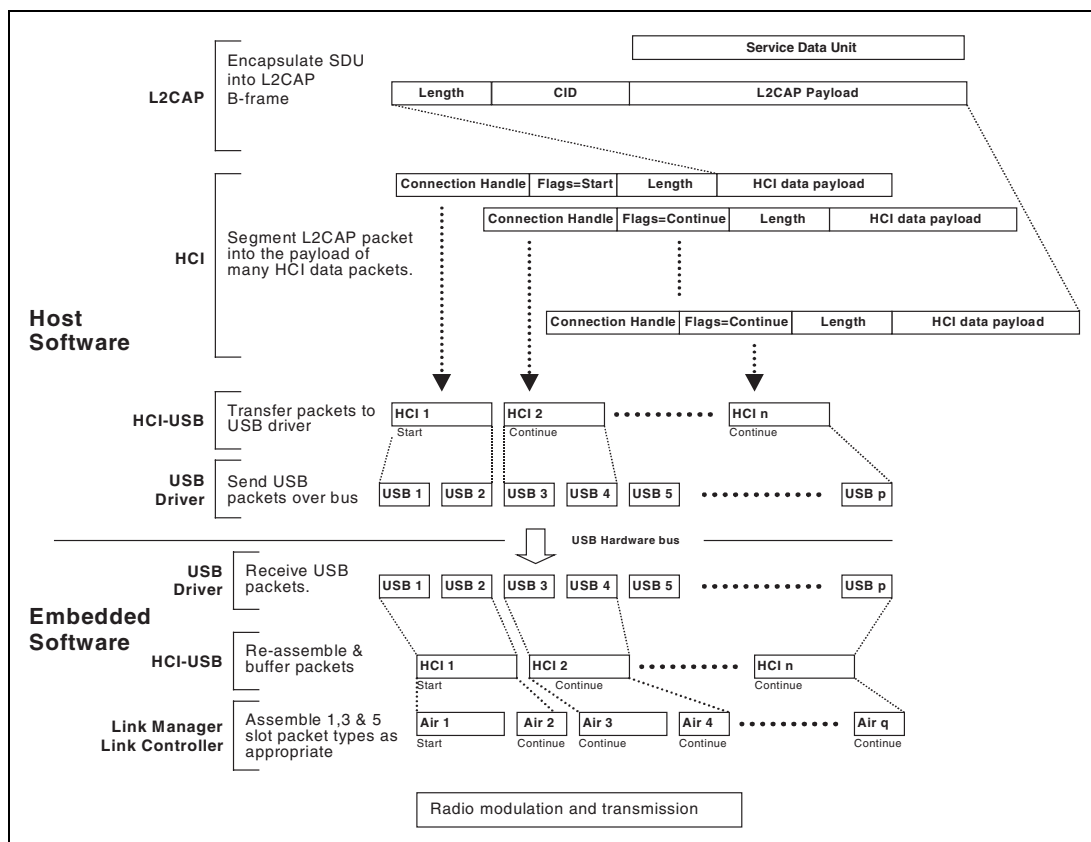 Service Data Unit
Encapsulate SDU
into L2CAP
B-frame
L2CAP
Length CID L2CAP Payload
Connection Handle Flags=Start Length HCI data payload
Connection Handle Flags=Continue Length HCI data payload
Segment L2CAP packet
into the payload of
many HCI data packets.
HCI
Host
Software
Connection Handle Flags=Continue Length HCI data payload
HCI-USB
Transfer packets to
USB driver
HCI 1 HCI 2 HCI n
Start Continue Continue
USB
Driver
Send USB
packets over bus
USB 1 USB 2 USB 3 USB 4 USB 5 USB p
USB Hardware bus
USB
Driver
Receive USB
packets.
USB 1 USB 2 USB 3 USB 4 USB 5 USB p
Embedded
Software
HCI-USB
Re-assemble &
buffer packets
HCI 1 HCI 2 HCI n
Start Continue Continue
Link Manager
Link Controller
Assemble 1,3 & 5
slot packet types as
appropriate
Air 1 Air 2 Air 3 Air 4 Air q
Start Continue Continue Continue Continue
Radio modulation and transmission